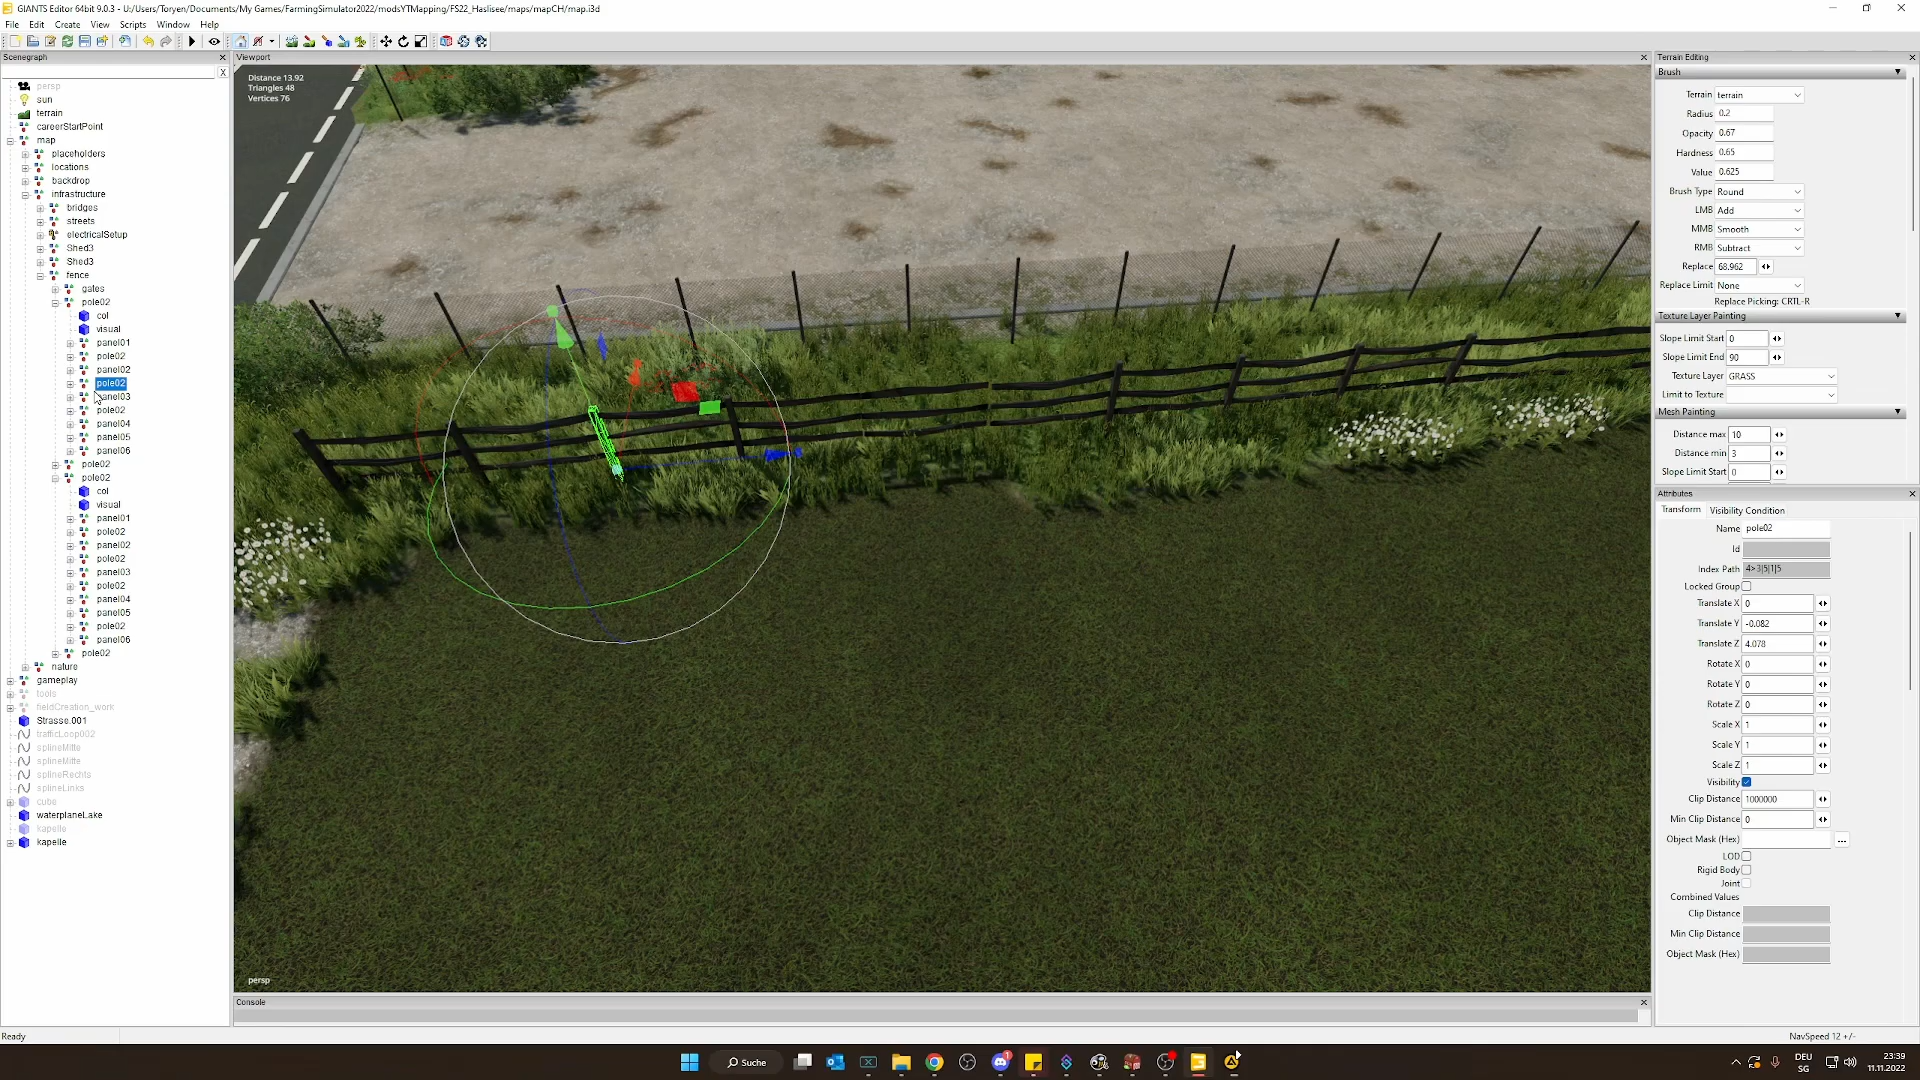 GIANTS Editor 64bit 9.0.3 - U:/Users/Toryen/Documents/My Games/FarmingSimulator2022/modsYTMapping/FS22_Haslisee/maps/mapCH/map.i3d
File Edit Create View Scripts Window Help
Scenegraph
X
persp
sun
terrain
careerStartPoint
map
placeholders
locations
backdrop
infrastructure
bridges
streets
electricalSetup
Shed3
Shed3
fence
gates
pole02
col
visual
panel01
pole02
panel02
pole02
panel03
pole02
panel04
panel05
panel06
pole02
pole02
col
visual
panel01
pole02
panel02
pole02
panel03
pole02
panel04
panel05
pole02
panel06
pole02
nature
gameplay
tools
fieldCreation_work
Strasse.001
trafficLoop002
splineMitte
splineMitte
splineRechts
splineLinks
cube
waterplaneLake
kapelle
kapelle
Ready
Viewport
Distance 13.92
Triangles 48
Vertices 76
persp
Console
Terrain Editing
Brush
Terrain terrain
Radius 0.2
Opacity 0.67
Hardness 0.65
Value 0.625
Brush Type Round
LMB Add
MMB Smooth
RMB Subtract
Replace 68.962
Replace Limit None
Replace Picking: CRTL-R
Texture Layer Painting
Slope Limit Start 0
Slope Limit End 90
Texture Layer GRASS
Limit to Texture
Mesh Painting
Distance max 10
Distance min 3
Slope Limit Start 0
Attributes
Transform Visibility Condition
Name pole02
Id
Index Path 4>3|5|1|5
Locked Group
Translate X 0
Translate Y -0.082
Translate Z 4.078
Rotate X 0
Rotate Y 0
Rotate Z 0
Scale X 1
Scale Y 1
Scale Z 1
Visibility
Clip Distance 1000000
Min Clip Distance 0
Object Mask (Hex) ...
LOD
Rigid Body
Joint
Combined Values
Clip Distance
Min Clip Distance
Object Mask (Hex)
NavSpeed 12 +/-
Suche
1
DEU
SG
23:39
11.11.2022